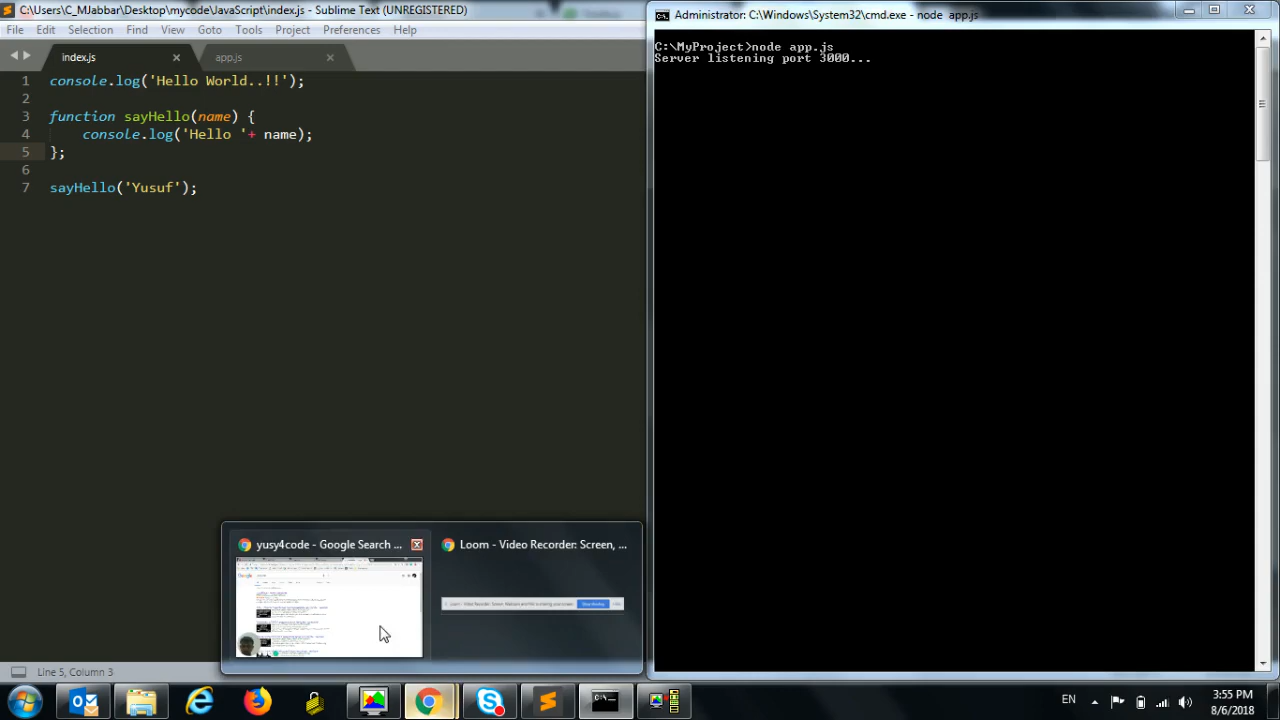 C:\Users\C_MJabbar\Desktop\mycode\JavaScript\index.js - Sublime Text (UNREGISTERED)
File Edit Selection Find View Goto Tools Project Preferences Help
index.js
app.js
1 console.log('Hello World..!!');
2
3 function sayHello(name) {
4 console.log('Hello '+ name);
5 };
6
7 sayHello('Yusuf');
Administrator: C:\Windows\System32\cmd.exe - node app.js
C:\MyProject>node app.js
Server listening port 3000...
yusy4code - Google Search ...
Loom - Video Recorder: Screen, ...
Line 5, Column 3
EN
3:55 PM
8/6/2018